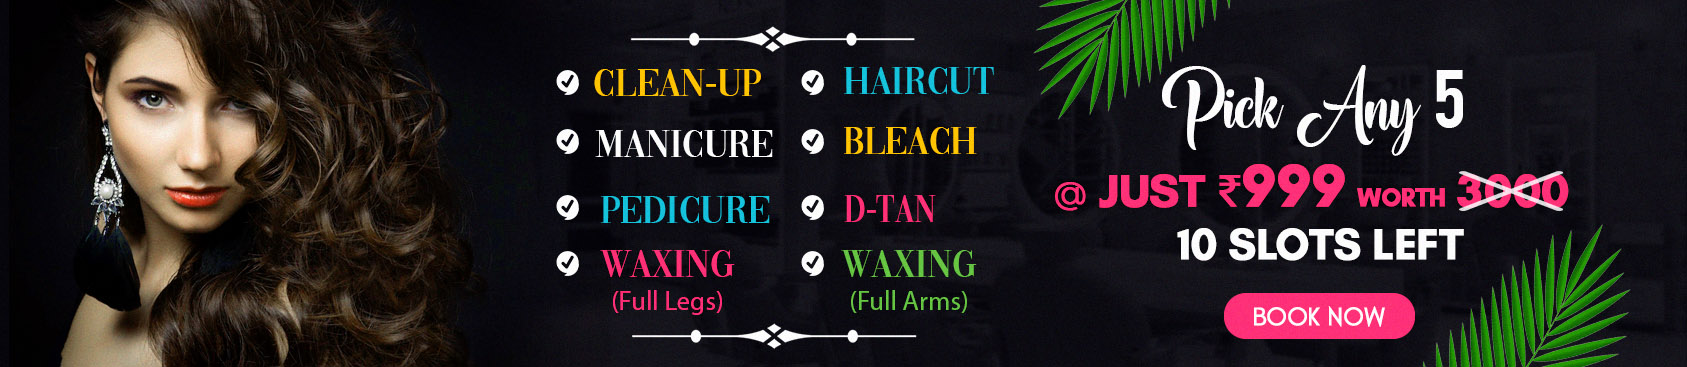 CLEAN-UP
MANICURE
PEDICURE
WAXING
(Full Legs)
HAIRCUT
BLEACH
D-TAN
WAXING
(Full Arms)
Pick Any 5
@ JUST ₹999 WORTH 3000
10 SLOTS LEFT
BOOK NOW